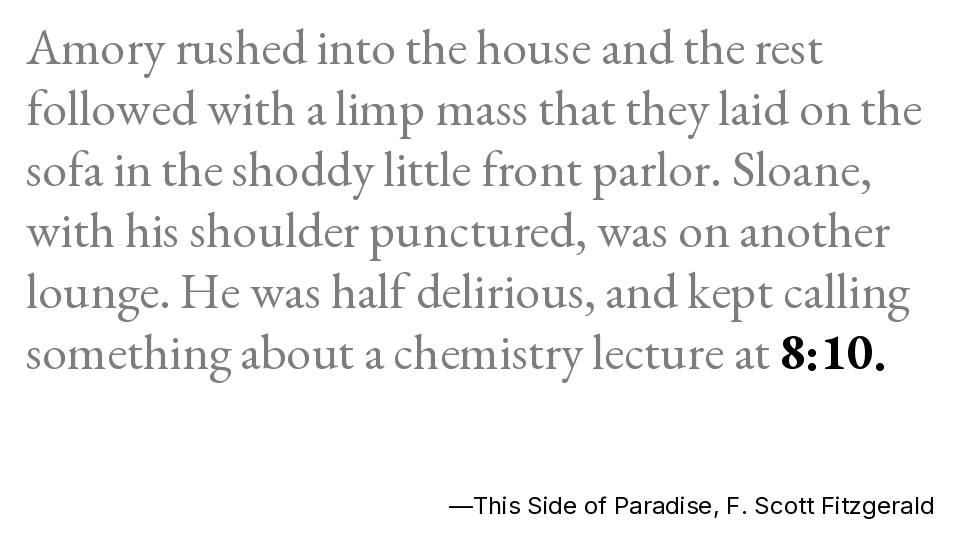 Amory rushed into the house and the rest
followed with a limp mass that they laid on the
sofa in the shoddy little front parlor. Sloane,
with his shoulder punctured, was on another
lounge. He was half delirious, and kept calling
something about a chemistry lecture at 8:10.
—This Side of Paradise, F. Scott Fitzgerald